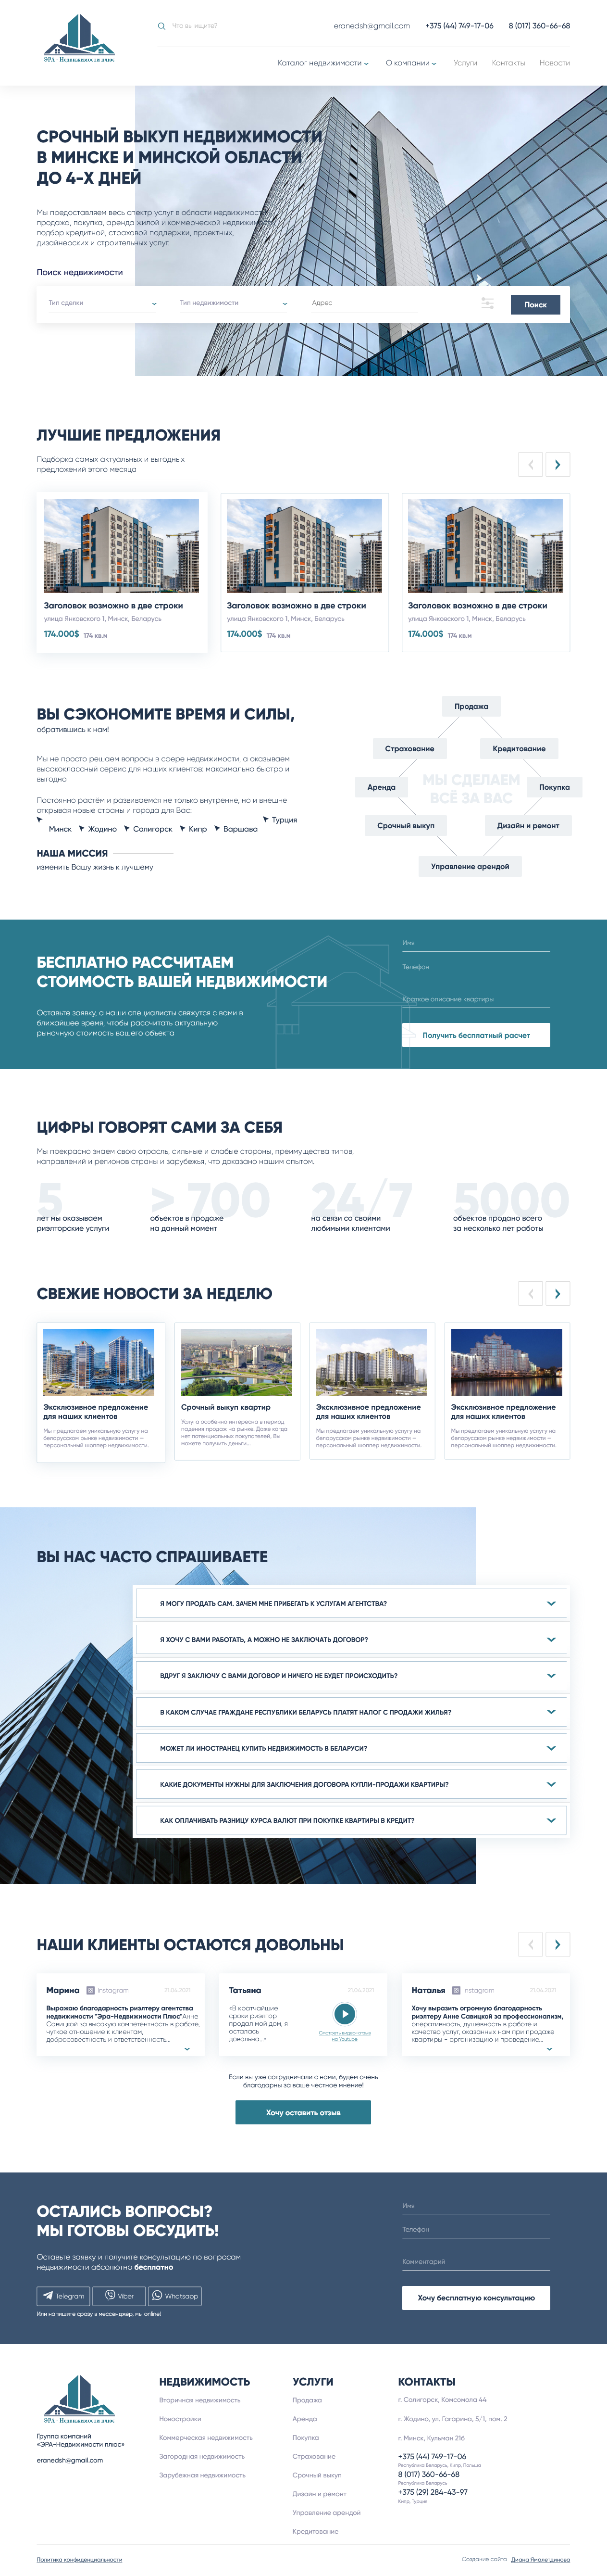 ЭРА - Недвижимости плюс
Что вы ищите?
eranedsh@gmail.com
+375 (44) 749-17-06
8 (017) 360-66-68
Каталог недвижимости
О компании
Услуги
Контакты
Новости
СРОЧНЫЙ ВЫКУП НЕДВИЖИМОСТИ
В МИНСКЕ И МИНСКОЙ ОБЛАСТИ
ДО 4-Х ДНЕЙ
Мы предоставляем весь спектр услуг в области недвижимости:
продажа, покупка, аренда жилой и коммерческой недвижимости,
подбор кредитной, страховой поддержки, проектных,
дизайнерских и строительных услуг.
Поиск недвижимости
Тип сделки
Тип недвижимости
Адрес
Поиск
ЛУЧШИЕ ПРЕДЛОЖЕНИЯ
Подборка самых актуальных и выгодных
предложений этого месяца
Заголовок возможно в две строки
улица Янковского 1, Минск, Беларусь
174.000$ 174 кв.м
Заголовок возможно в две строки
улица Янковского 1, Минск, Беларусь
174.000$ 174 кв.м
Заголовок возможно в две строки
улица Янковского 1, Минск, Беларусь
174.000$ 174 кв.м
ВЫ СЭКОНОМИТЕ ВРЕМЯ И СИЛЫ,
обратившись к нам!
Мы не просто решаем вопросы в сфере недвижимости, а оказываем
высококлассный сервис для наших клиентов: максимально быстро и
выгодно
Постоянно растём и развиваемся не только внутренне, но и внешне
открывая новые страны и города для Вас:
Минск
Жодино
Солигорск
Кипр
Варшава
Турция
НАША МИССИЯ
изменить Вашу жизнь к лучшему
Продажа
Страхование
Кредитование
Аренда
МЫ СДЕЛАЕМ
ВСЁ ЗА ВАС
Покупка
Срочный выкуп
Дизайн и ремонт
Управление арендой
БЕСПЛАТНО РАССЧИТАЕМ
СТОИМОСТЬ ВАШЕЙ НЕДВИЖИМОСТИ
Оставьте заявку, а наши специалисты свяжутся с вами в
ближайшее время, чтобы рассчитать актуальную
рыночную стоимость вашего объекта
Имя
Телефон
Краткое описание квартиры
Получить бесплатный расчет
ЦИФРЫ ГОВОРЯТ САМИ ЗА СЕБЯ
Мы прекрасно знаем свою отрасль, сильные и слабые стороны, преимущества типов,
направлений и регионов страны и зарубежья, что доказано нашим опытом.
5
лет мы оказываем
риэлторские услуги
> 700
объектов в продаже
на данный момент
24/7
на связи со своими
любимыми клиентами
5000
объектов продано всего
за несколько лет работы
СВЕЖИЕ НОВОСТИ ЗА НЕДЕЛЮ
Эксклюзивное предложение
для наших клиентов
Мы предлагаем уникальную услугу на
белорусском рынке недвижимости –
персональный шоппер недвижимости.
Срочный выкуп квартир
Услуга особенно интересна в период
падения продаж на рынке. Даже когда
нет потенциальных покупателей, Вы
можете получить деньги...
Эксклюзивное предложение
для наших клиентов
Мы предлагаем уникальную услугу на
белорусском рынке недвижимости –
персональный шоппер недвижимости.
Эксклюзивное предложение
для наших клиентов
Мы предлагаем уникальную услугу на
белорусском рынке недвижимости –
персональный шоппер недвижимости.
ВЫ НАС ЧАСТО СПРАШИВАЕТЕ
Я МОГУ ПРОДАТЬ САМ. ЗАЧЕМ МНЕ ПРИБЕГАТЬ К УСЛУГАМ АГЕНТСТВА?
Я ХОЧУ С ВАМИ РАБОТАТЬ, А МОЖНО НЕ ЗАКЛЮЧАТЬ ДОГОВОР?
ВДРУГ Я ЗАКЛЮЧУ С ВАМИ ДОГОВОР И НИЧЕГО НЕ БУДЕТ ПРОИСХОДИТЬ?
В КАКОМ СЛУЧАЕ ГРАЖДАНЕ РЕСПУБЛИКИ БЕЛАРУСЬ ПЛАТЯТ НАЛОГ С ПРОДАЖИ ЖИЛЬЯ?
МОЖЕТ ЛИ ИНОСТРАНЕЦ КУПИТЬ НЕДВИЖИМОСТЬ В БЕЛАРУСИ?
КАКИЕ ДОКУМЕНТЫ НУЖНЫ ДЛЯ ЗАКЛЮЧЕНИЯ ДОГОВОРА КУПЛИ-ПРОДАЖИ КВАРТИРЫ?
КАК ОПЛАЧИВАТЬ РАЗНИЦУ КУРСА ВАЛЮТ ПРИ ПОКУПКЕ КВАРТИРЫ В КРЕДИТ?
НАШИ КЛИЕНТЫ ОСТАЮТСЯ ДОВОЛЬНЫ
Марина Instagram
Выражаю благодарность риэлтеру агентства
недвижимости "Эра-Недвижимости Плюс"Анне
Савицкой за высокую компетентность в работе,
чуткое отношение к клиентам,
добросовестность и ответственность...
Татьяна
«В кратчайшие
сроки риэлтор
продал мой дом, я
осталась
довольна...»
Смотреть видео-отзыв
на Youtube
Наталья Instagram
Хочу выразить огромную благодарность
риэлтеру Анне Савицкой за профессионализм,
оперативность, душевность в работе и
качество услуг, оказанных нам при продаже
квартиры - организацию и проведение...
Если вы уже сотрудничали с нами, будем очень
благодарны за ваше честное мнение!
Хочу оставить отзыв
ОСТАЛИСЬ ВОПРОСЫ?
МЫ ГОТОВЫ ОБСУДИТЬ!
Оставьте заявку и получите консультацию по вопросам
недвижимости абсолютно бесплатно
Telegram
Viber
Whatsapp
Или напишите сразу в мессенджер, мы online!
Имя
Телефон
Комментарий
Хочу бесплатную консультацию
ЭРА - Недвижимости плюс
Группа компаний
«ЭРА-Недвижимости плюс»
eranedsh@gmail.com
НЕДВИЖИМОСТЬ
Вторичная недвижимость
Новостройки
Коммерческая недвижимость
Загородная недвижимость
Зарубежная недвижимость
УСЛУГИ
Продажа
Аренда
Покупка
Страхование
Срочный выкуп
Дизайн и ремонт
Управление арендой
Кредитование
КОНТАКТЫ
г. Солигорск, Комсомола 44
г. Жодино, ул. Гагарина, 5/1, пом. 2
г. Минск, Кульман 21б
+375 (44) 749-17-06
Республика Беларусь, Кипр, Польша
8 (017) 360-66-68
Республика Беларусь
+375 (29) 284-43-97
Кипр, Турция
Политика конфиденциальности
Создание сайта Диана Ямалетдинова